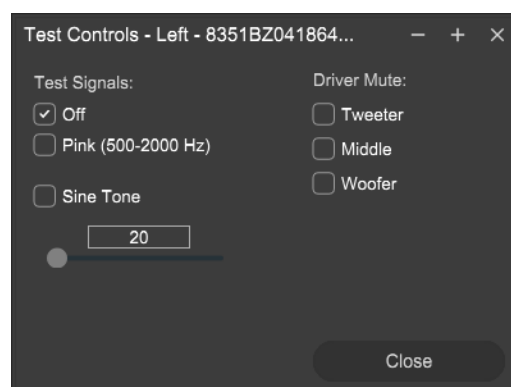 Test Controls - Left - 8351BZ041864...
Test Signals:
Off
Pink (500-2000 Hz)
Sine Tone
20
Driver Mute:
Tweeter
Middle
Woofer
Close